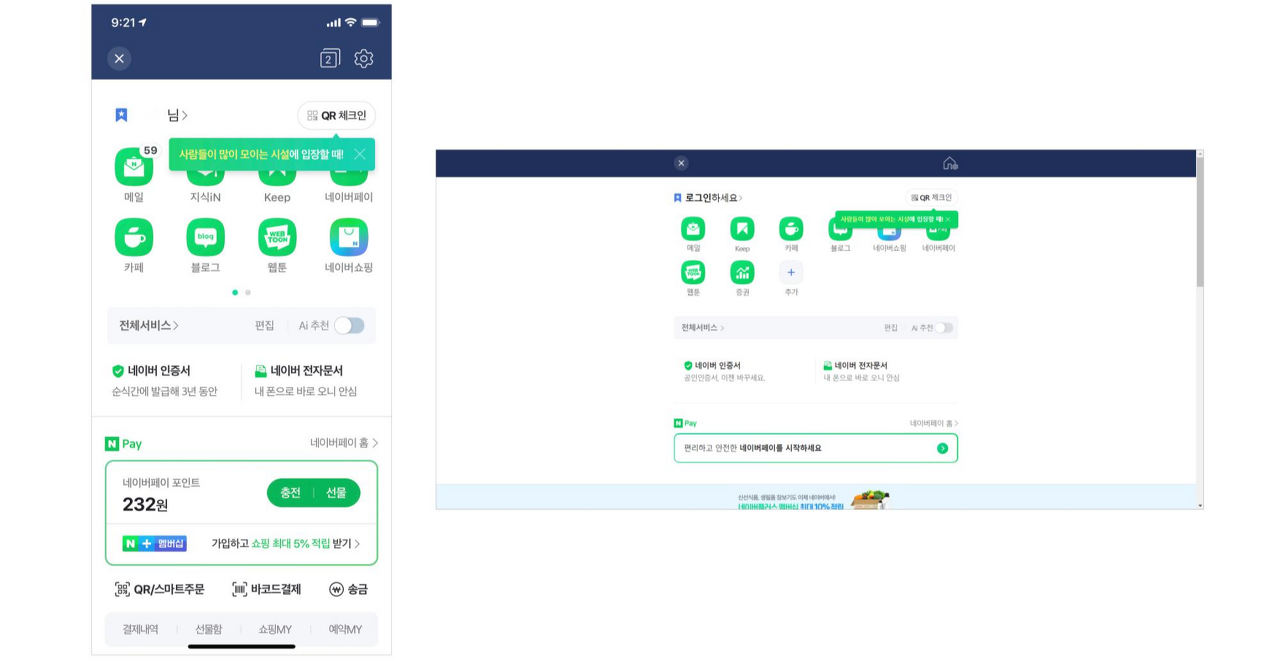 9:21
2
님
QR 체크인
사람들이 많이 모이는 시설에 입장할 때!
59
메일
지식iN
Keep
네이버페이
blog
WEB TOON
카페
블로그
웹툰
네이버쇼핑
전체서비스
편집
Ai 추천
네이버 인증서
네이버 전자문서
순식간에 발급해 3년 동안
내 폰으로 바로 오니 안심
N Pay
네이버페이 홈
네이버페이 포인트
232원
충전
선물
N + 멤버십
가입하고 쇼핑 최대 5% 적립 받기
QR/스마트주문
바코드결제
송금
결제내역
선물함
쇼핑MY
예약MY
로그인하세요
QR 체크인
사람들이 많이 모이는 시설에 입장할 때!
메일
Keep
카페
블로그
네이버쇼핑
네이버페이
WEB TOON
웹툰
증권
추가
전체서비스
편집
Ai 추천
네이버 인증서
네이버 전자문서
공인인증서, 이젠 바꾸세요.
내 폰으로 바로 오니 안심
N Pay
네이버페이 홈
편리하고 안전한 네이버페이를 시작하세요
신선식품, 생필품 장보기도 이제 네이버에서!
네이버플러스 멤버십 최대 10% 적립